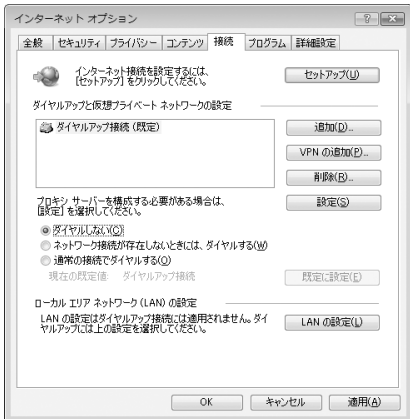 インターネット オプション
全般 セキュリティ プライバシー コンテンツ 接続 プログラム 詳細設定
インターネット接続を設定するには、
[セットアップ] をクリックしてください。
セットアップ(U)
ダイヤルアップと仮想プライベート ネットワークの設定
ダイヤルアップ接続 (既定)
追加(D)...
VPN の追加(P)...
削除(R)...
プロキシ サーバーを構成する必要がある場合は、
[設定] を選択してください。
設定(S)
ダイヤルしない(C)
ネットワーク接続が存在しないときには、ダイヤルする(W)
通常の接続でダイヤルする(O)
現在の既定値: ダイヤルアップ接続
既定に設定(E)
ローカル エリア ネットワーク (LAN) の設定
LAN の設定はダイヤルアップ接続には適用されません。ダイ
ヤルアップには上の設定を選択してください。
LAN の設定(L)
OK キャンセル 適用(A)